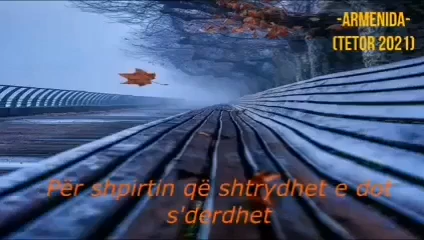 -ARMENIDA-
(TETOR 2021)
Për shpirtin që shtrydhet e dot
s'derdhet